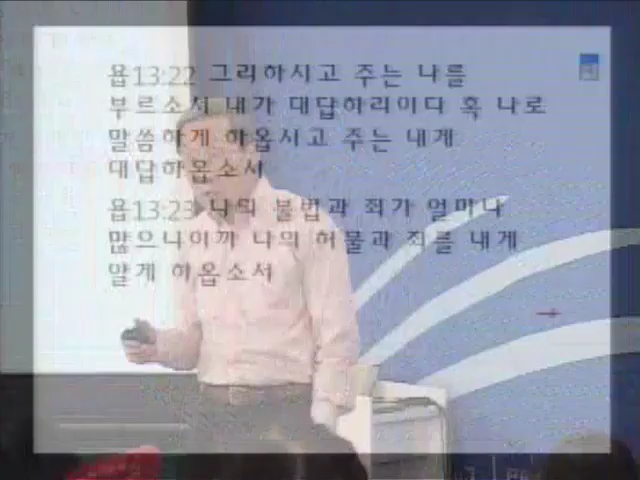 욥13:22 그리하시고 주는 나를
부르소서 내가 대답하리이다 혹 나로
말씀하게 하옵시고 주는 내게
대답하옵소서
욥13:23 나의 불법과 죄가 얼마나
많으니이까 나의 허물과 죄를 내게
알게 하옵소서